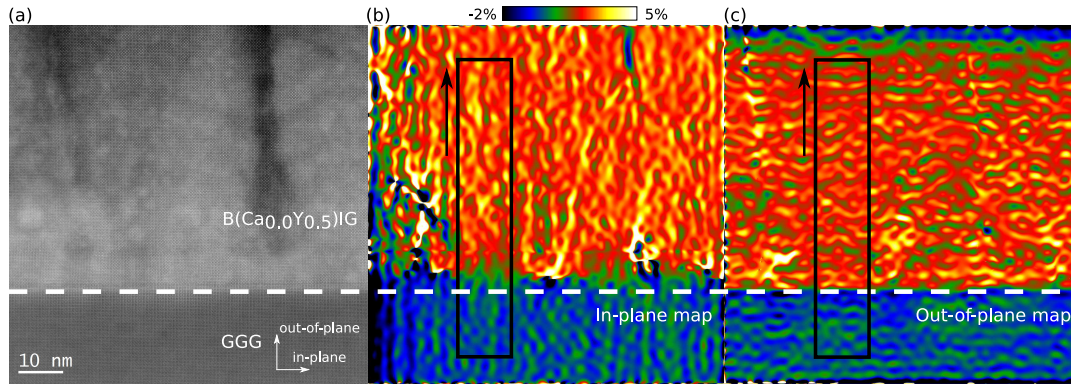 (a)
(b)
-2%
5%
(c)
B(Ca0.0Y0.5)IG
GGG
out-of-plane
in-plane
10 nm
In-plane map
Out-of-plane map